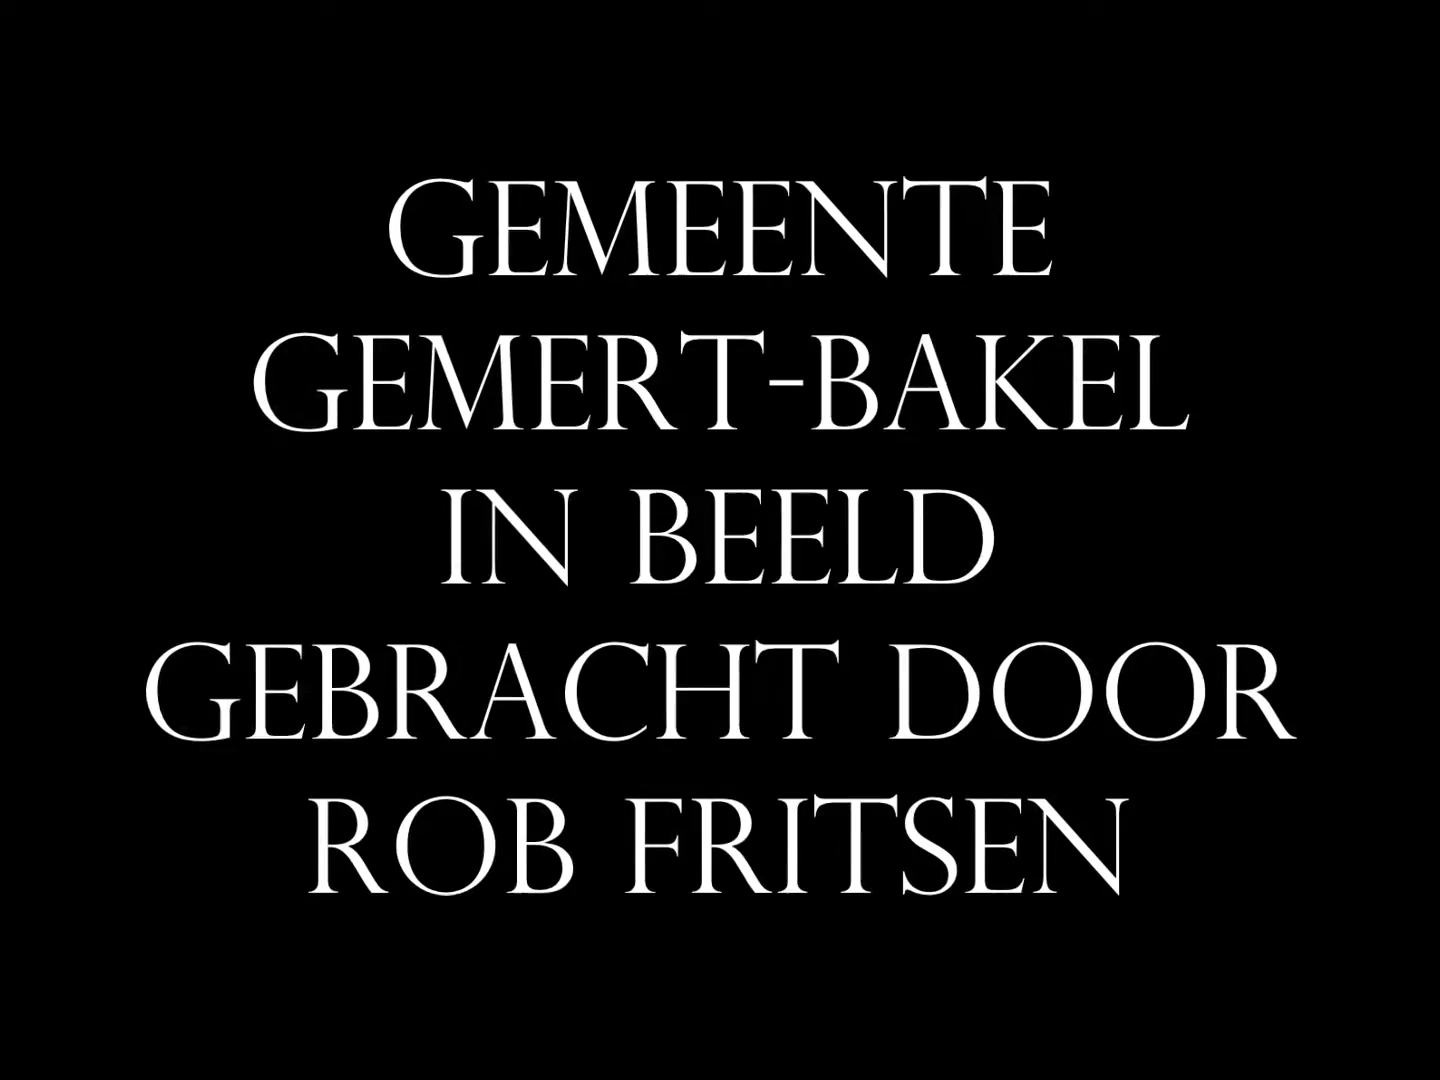 GEMEENTE
GEMERT-BAKEL
IN BEELD
GEBRACHT DOOR
ROB FRITSEN